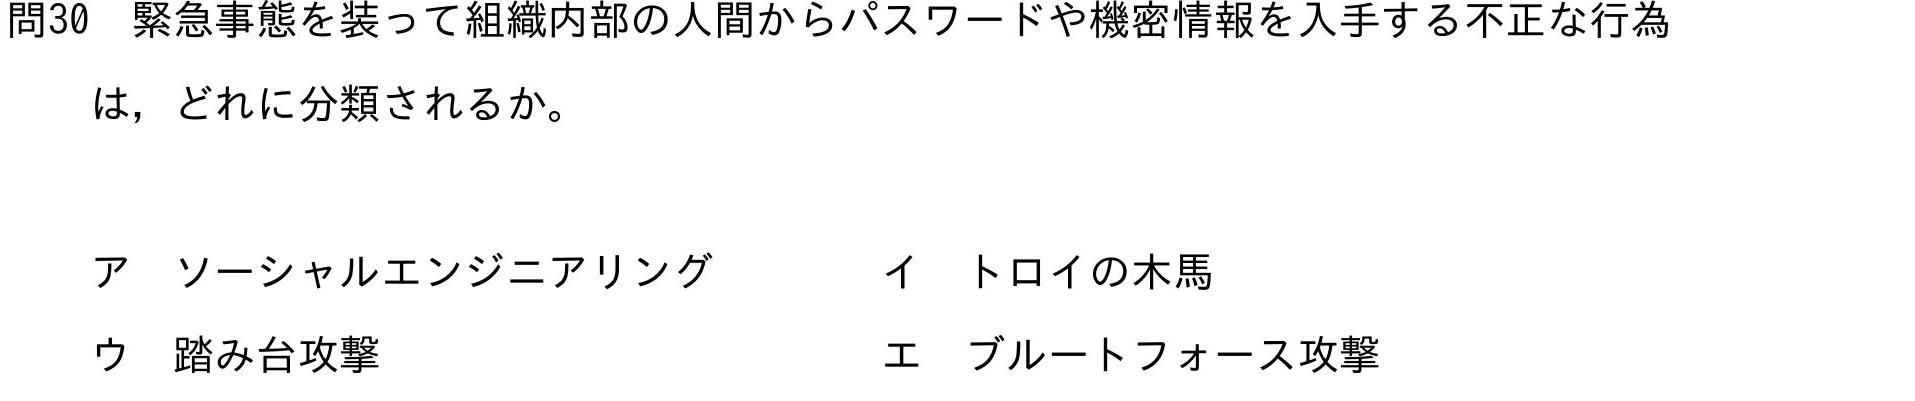 問30　緊急事態を装って組織内部の人間からパスワードや機密情報を入手する不正な行為
は，どれに分類されるか。
ア　ソーシャルエンジニアリング　　　　イ　トロイの木馬
ウ　踏み台攻撃　　　　エ　ブルートフォース攻撃